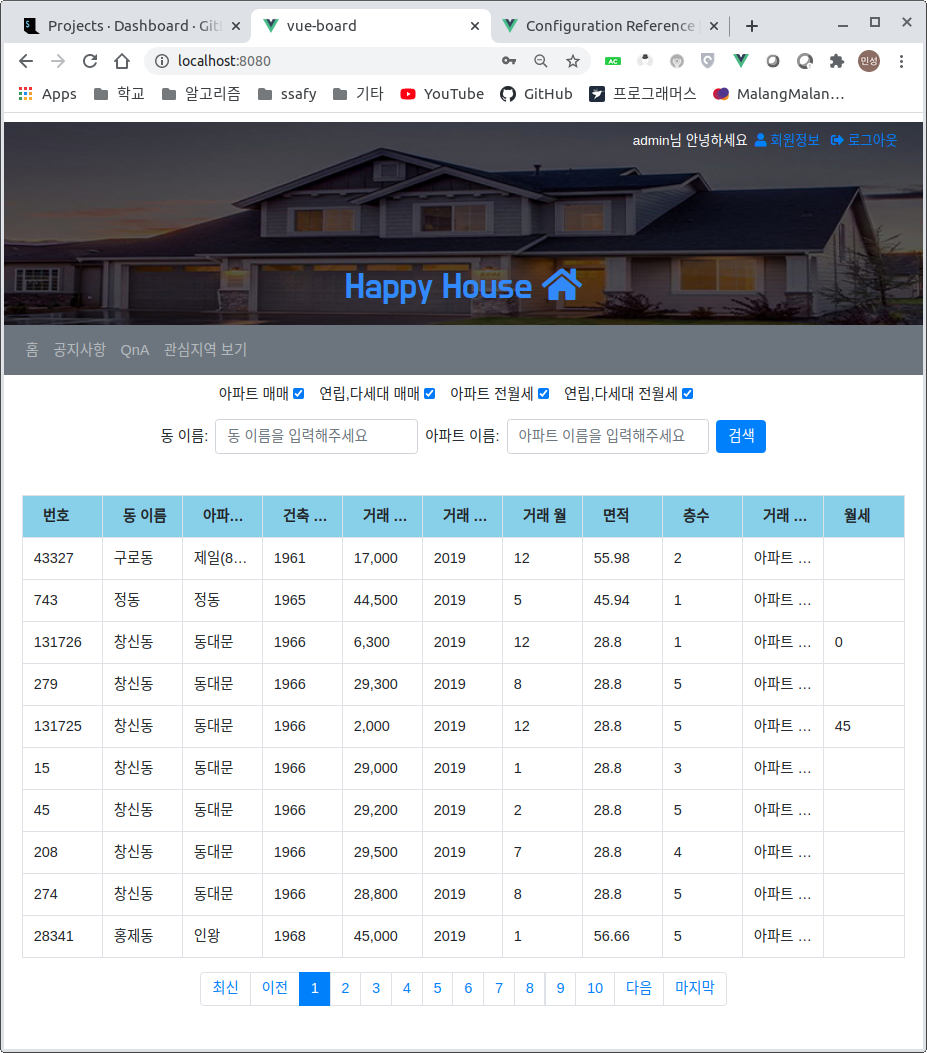 Projects · Dashboard · Git
vue-board
Configuration Reference
localhost:8080
AC
민성
Apps 학교 알고리즘 ssafy 기타 YouTube GitHub 프로그래머스 MalangMalan…
admin님 안녕하세요 회원정보 로그아웃
Happy House
홈 공지사항 QnA 관심지역 보기
아파트 매매 연립,다세대 매매 아파트 전월세 연립,다세대 전월세
동 이름: 동 이름을 입력해주세요 아파트 이름: 아파트 이름을 입력해주세요 검색
번호 동 이름 아파… 건축 … 거래 … 거래 … 거래 월 면적 층수 거래 … 월세
43327 구로동 제일(8… 1961 17,000 2019 12 55.98 2 아파트 …
743 정동 정동 1965 44,500 2019 5 45.94 1 아파트 …
131726 창신동 동대문 1966 6,300 2019 12 28.8 1 아파트 … 0
279 창신동 동대문 1966 29,300 2019 8 28.8 5 아파트 …
131725 창신동 동대문 1966 2,000 2019 12 28.8 5 아파트 … 45
15 창신동 동대문 1966 29,000 2019 1 28.8 3 아파트 …
45 창신동 동대문 1966 29,200 2019 2 28.8 5 아파트 …
208 창신동 동대문 1966 29,500 2019 7 28.8 4 아파트 …
274 창신동 동대문 1966 28,800 2019 8 28.8 5 아파트 …
28341 홍제동 인왕 1968 45,000 2019 1 56.66 5 아파트 …
최신 이전 1 2 3 4 5 6 7 8 9 10 다음 마지막